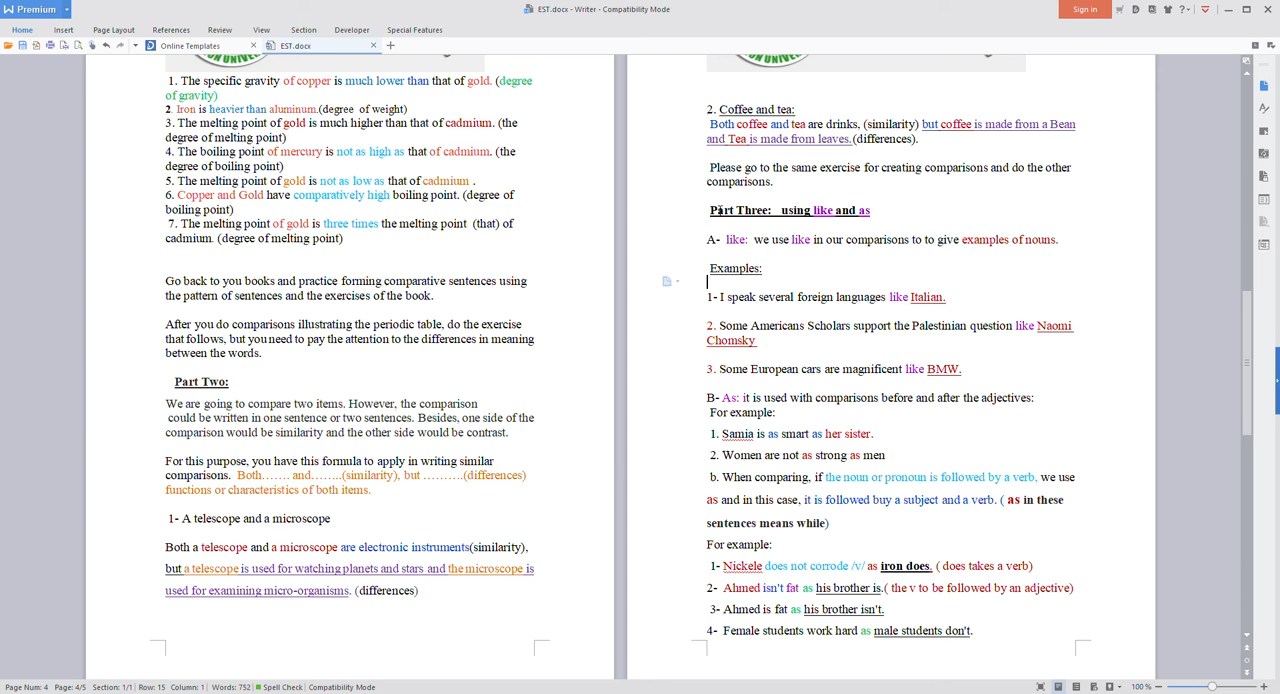 Premium
EST.docx - Writer - Compatibility Mode
Sign in
Home Insert Page Layout References Review View Section Developer Special Features
Online Templates
EST.docx
1. The specific gravity of copper is much lower than that of gold. (degree
of gravity)
2. Iron is heavier than aluminum.(degree of weight)
3. The melting point of gold is much higher than that of cadmium. (the
degree of melting point)
4. The boiling point of mercury is not as high as that of cadmium. (the
degree of boiling point)
5. The melting point of gold is not as low as that of cadmium .
6. Copper and Gold have comparatively high boiling point. (degree of
boiling point)
7. The melting point of gold is three times the melting point (that) of
cadmium. (degree of melting point)
Go back to you books and practice forming comparative sentences using
the pattern of sentences and the exercises of the book.
After you do comparisons illustrating the periodic table, do the exercise
that follows, but you need to pay the attention to the differences in meaning
between the words.
Part Two:
We are going to compare two items. However, the comparison
could be written in one sentence or two sentences. Besides, one side of the
comparison would be similarity and the other side would be contrast.
For this purpose, you have this formula to apply in writing similar
comparisons. Both……. and……..(similarity), but ……….(differences)
functions or characteristics of both items.
1- A telescope and a microscope
Both a telescope and a microscope are electronic instruments(similarity),
but a telescope is used for watching planets and stars and the microscope is
used for examining micro-organisms. (differences)
2. Coffee and tea:
Both coffee and tea are drinks, (similarity) but coffee is made from a Bean
and Tea is made from leaves.(differences).
Please go to the same exercise for creating comparisons and do the other
comparisons.
Part Three: using like and as
A- like: we use like in our comparisons to to give examples of nouns.
Examples:
1- I speak several foreign languages like Italian.
2. Some Americans Scholars support the Palestinian question like Naomi
Chomsky
3. Some European cars are magnificent like BMW.
B- As: it is used with comparisons before and after the adjectives:
For example:
1. Samia is as smart as her sister.
2. Women are not as strong as men
b. When comparing, if the noun or pronoun is followed by a verb, we use
as and in this case, it is followed buy a subject and a verb. ( as in these
sentences means while)
For example:
1- Nickele does not corrode /v/ as iron does. ( does takes a verb)
2- Ahmed isn't fat as his brother is.( the v to be followed by an adjective)
3- Ahmed is fat as his brother isn't.
4- Female students work hard as male students don't.
Page Num: 4 Page: 4/5 Section: 1/1 Row: 15 Column: 1 Words: 752 Spell Check Compatibility Mode
100 %